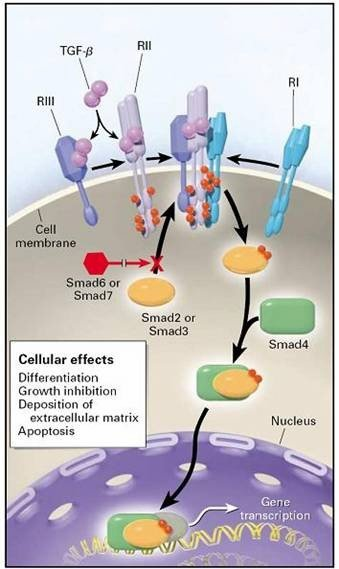 TGF-β
RII
RIII
RI
Cell
membrane
Smad6 or
Smad7
Smad2 or
Smad3
Smad4
Cellular effects
Differentiation
Growth inhibition
Deposition of
extracellular matrix
Apoptosis
Nucleus
Gene
transcription